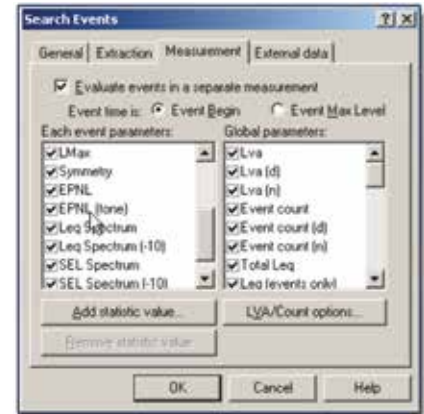 Search Events
General Extraction Measurement External data
Evaluate events in a separate measurement
Event time is: Event Begin Event Max Level
Each event parameters: Global parameters:
LMax Lva
Symmetry Lva (d)
EPNL Lva (n)
EPNL (tone) Event count
Leq Spectrum Event count (d)
Leq Spectrum (-10) Event count (n)
SEL Spectrum Total Leq
SEL Spectrum (-10) Leq (events only)
Add statistic value... LVA/Count options...
Remove statistic value
OK Cancel Help